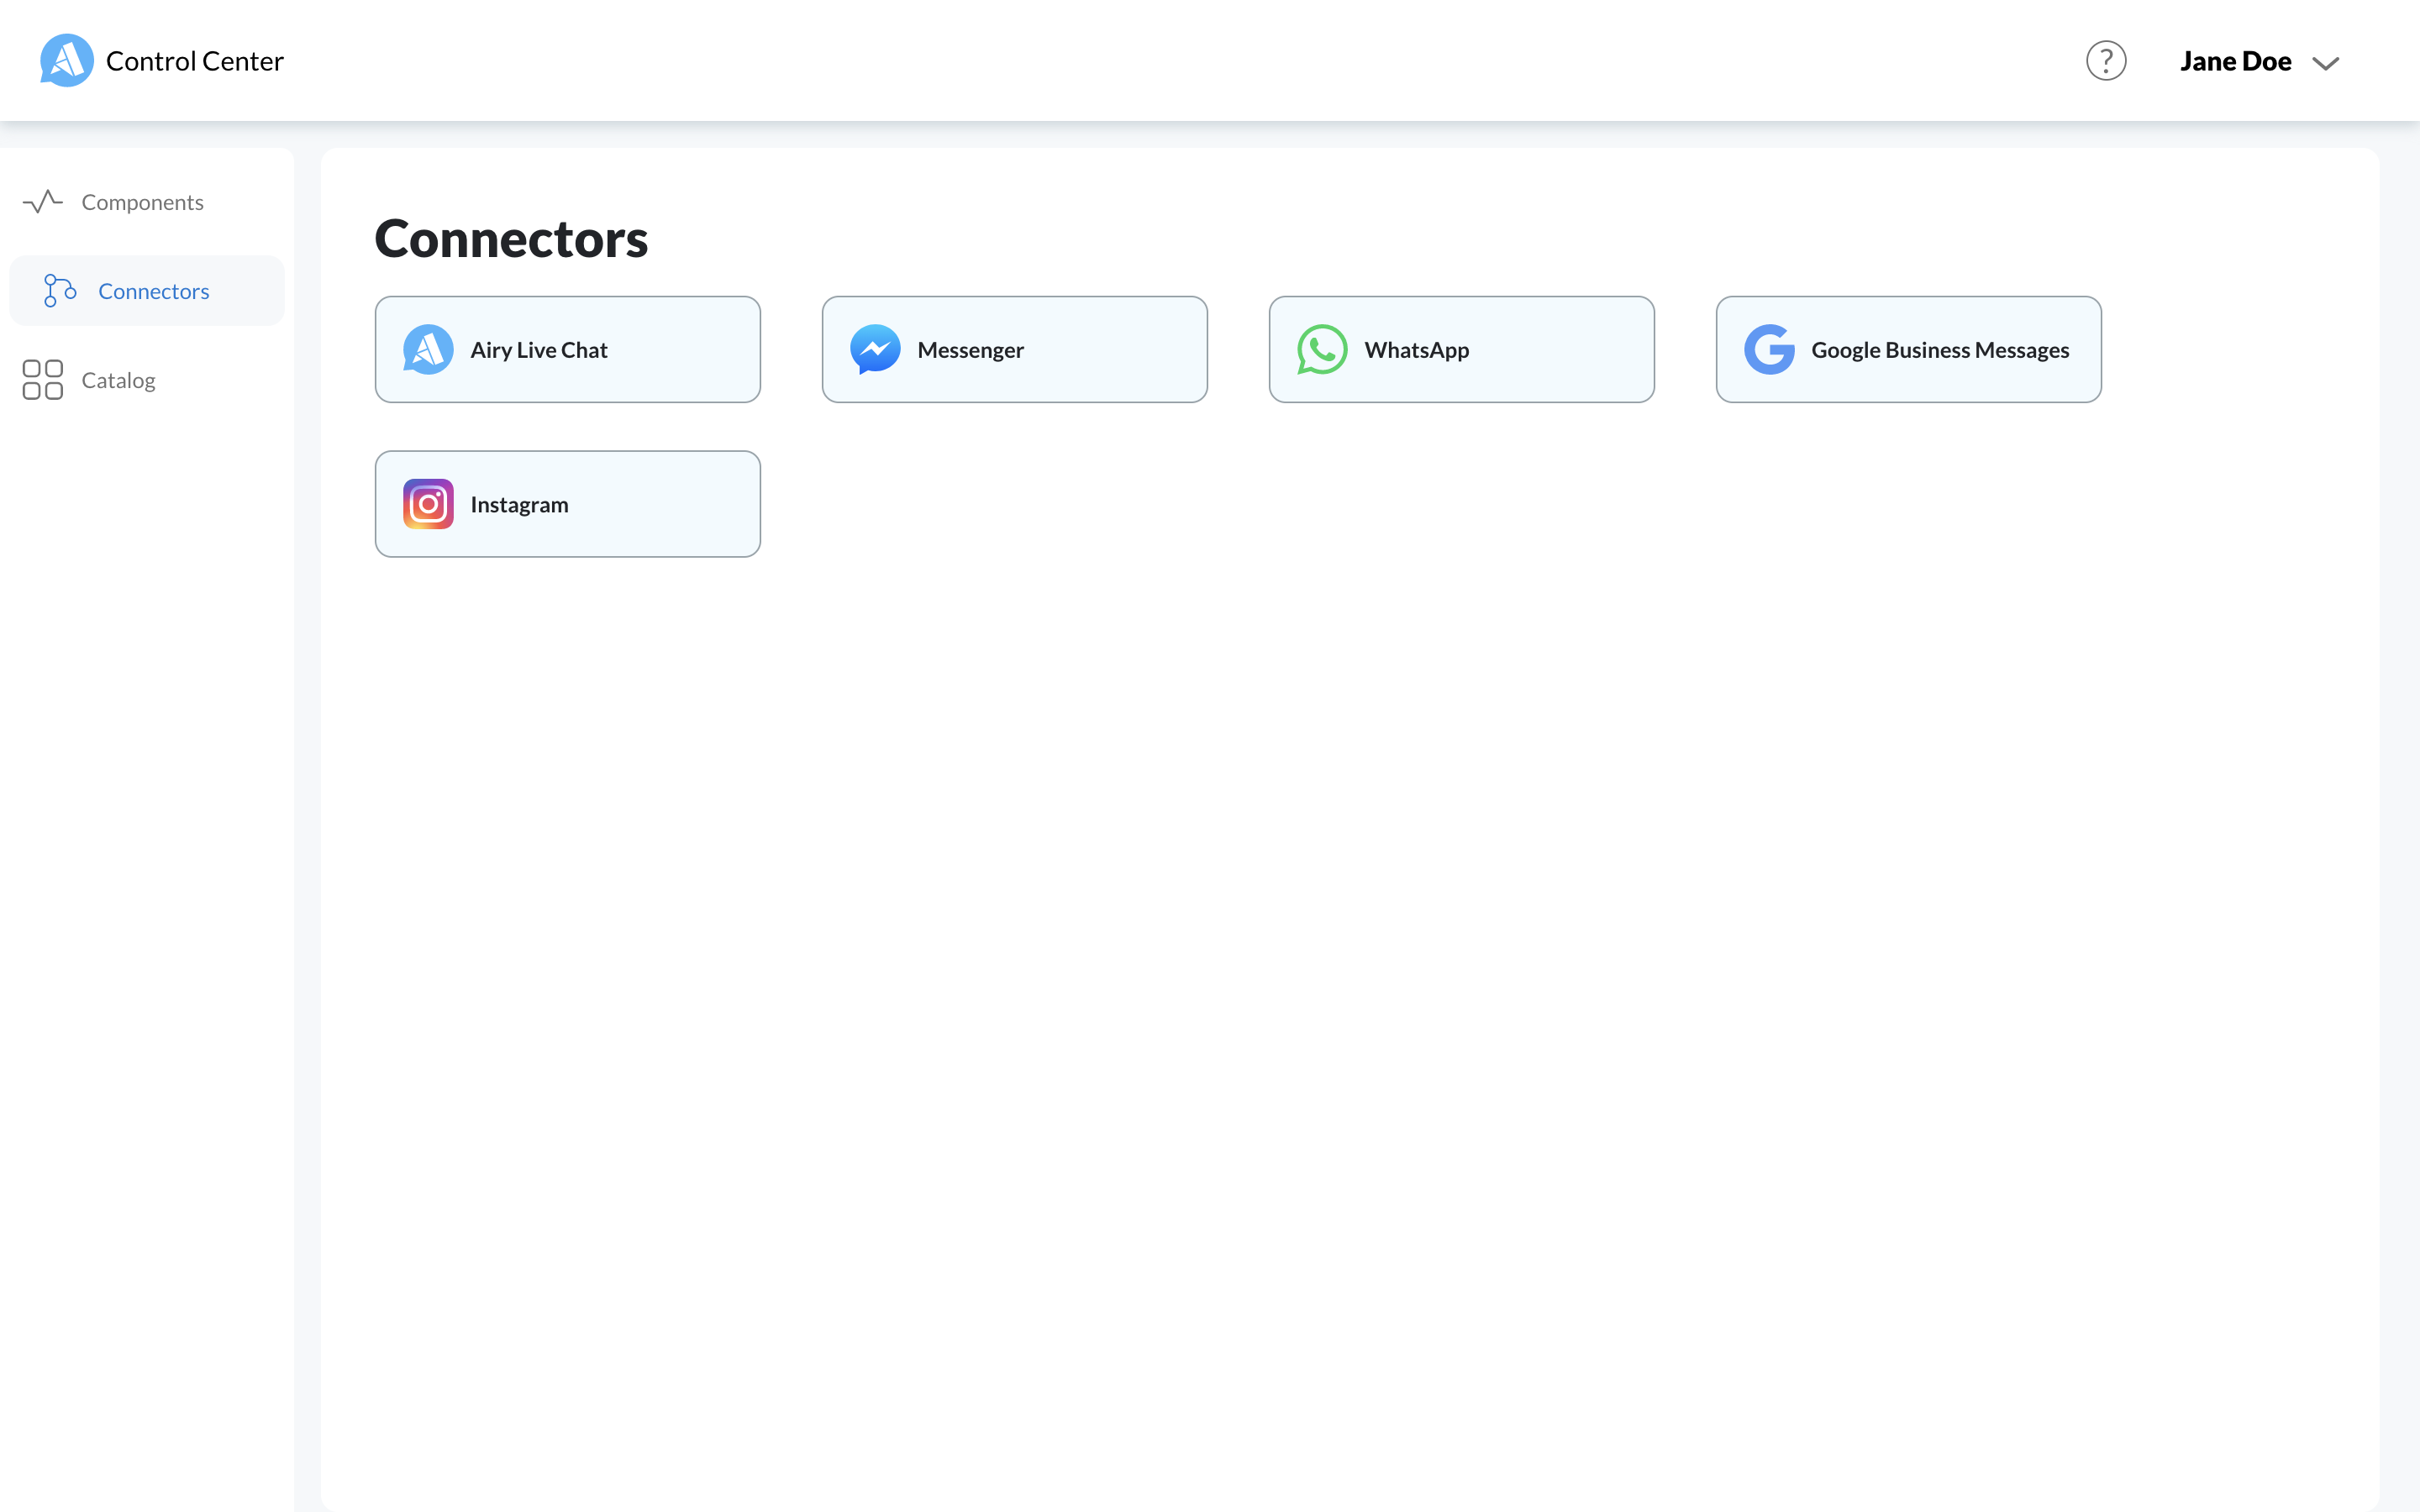 Control Center
?
Jane Doe
Components
Connectors
Catalog
Connectors
Airy Live Chat
Messenger
WhatsApp
Google Business Messages
Instagram